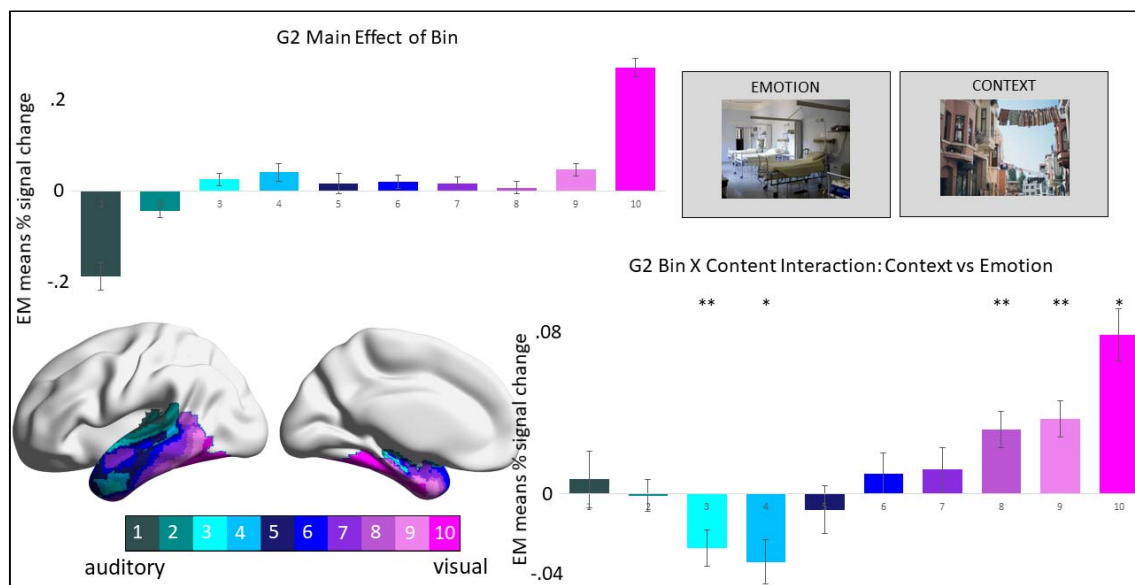 G2 Main Effect of Bin
EM means % signal change
.2
0
-.2
1 2 3 4 5 6 7 8 9 10
EMOTION
CONTEXT
G2 Bin X Content Interaction: Context vs Emotion
** * ** ** *
EM means % signal change
.08
0
-.04
1 2 3 4 5 6 7 8 9 10
1 2 3 4 5 6 7 8 9 10
auditory visual